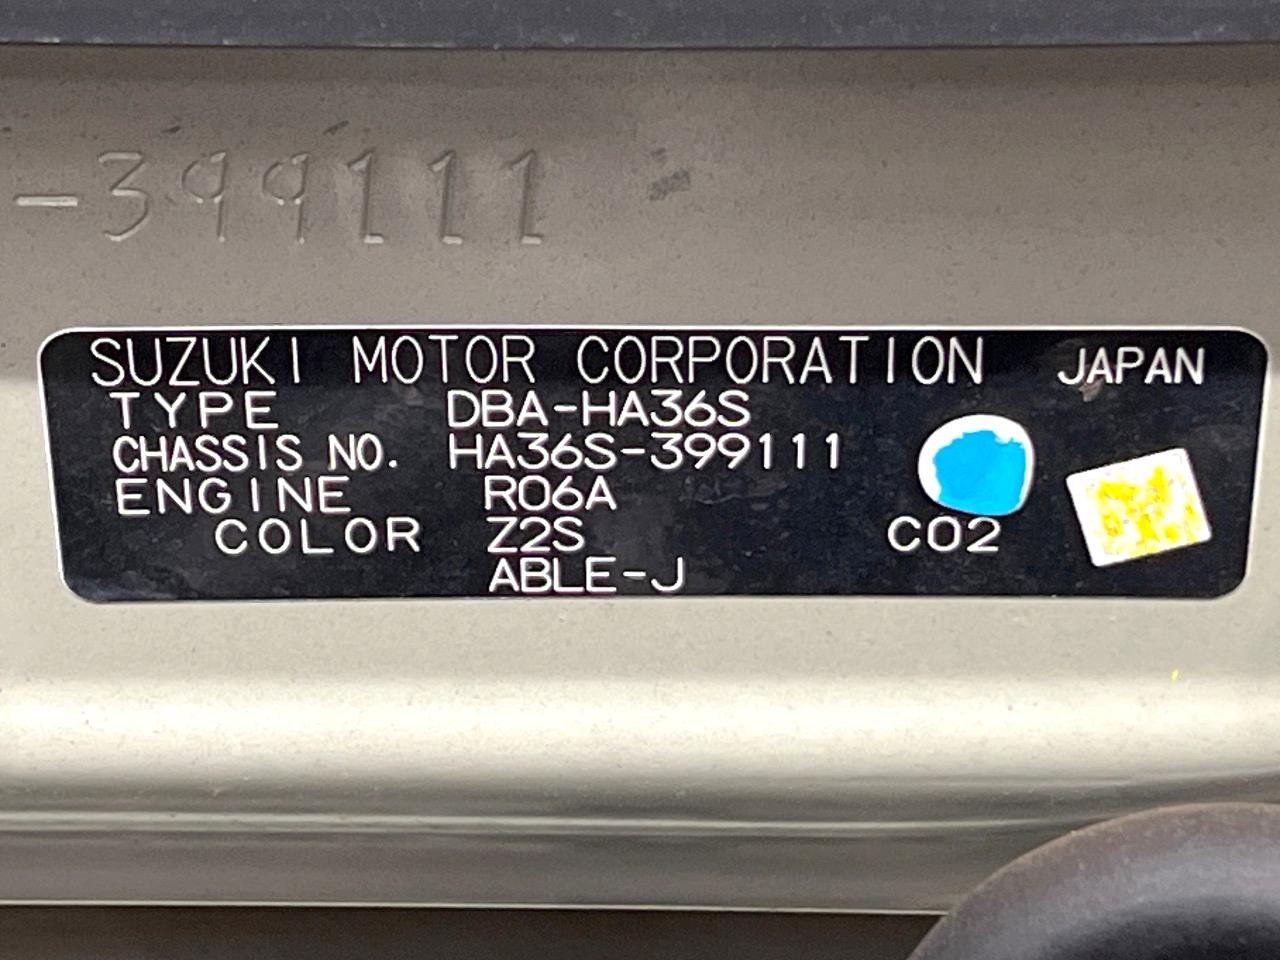 -399111
SUZUKI MOTOR CORPORATION JAPAN
TYPE DBA-HA36S
CHASSIS NO. HA36S-399111
ENGINE R06A
COLOR Z2S C02
ABLE-J